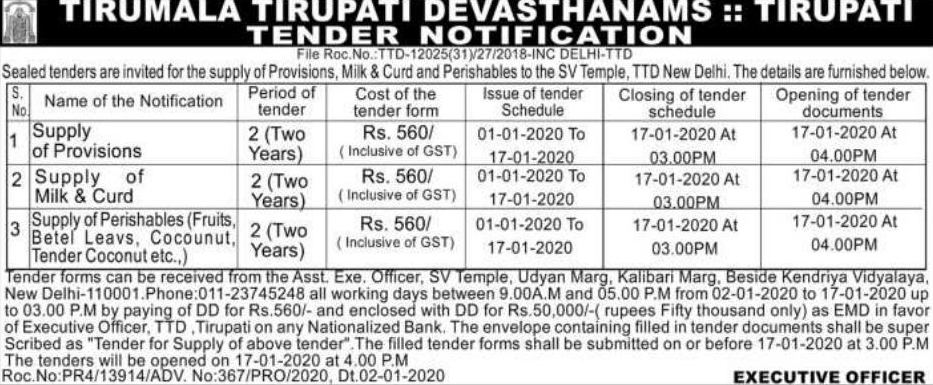 TIRUMALA TIRUPATI DEVASTHANAMS :: TIRUPATI
TENDER NOTIFICATION
File Roc.No.:TTD-12025(31)/27/2018-INC DELHI-TTD
Sealed tenders are invited for the supply of Provisions, Milk & Curd and Perishables to the SV Temple, TTD New Delhi. The details are furnished below.
S. No. Name of the Notification Period of tender Cost of the tender form Issue of tender Schedule Closing of tender schedule Opening of tender documents
1 Supply of Provisions 2 (Two Years) Rs. 560/ ( Inclusive of GST) 01-01-2020 To 17-01-2020 17-01-2020 At 03.00PM 17-01-2020 At 04.00PM
2 Supply of Milk & Curd 2 (Two Years) Rs. 560/ ( Inclusive of GST) 01-01-2020 To 17-01-2020 17-01-2020 At 03.00PM 17-01-2020 At 04.00PM
3 Supply of Perishables (Fruits, Betel Leavs, Cocounut, Tender Coconut etc.,) 2 (Two Years) Rs. 560/ ( Inclusive of GST) 01-01-2020 To 17-01-2020 17-01-2020 At 03.00PM 17-01-2020 At 04.00PM
Tender forms can be received from the Asst. Exe. Officer, SV Temple, Udyan Marg, Kalibari Marg, Beside Kendriya Vidyalaya,
New Delhi-110001.Phone:011-23745248 all working days between 9.00A.M and 05.00 P.M from 02-01-2020 to 17-01-2020 up
to 03.00 P.M by paying of DD for Rs.560/- and enclosed with DD for Rs.50,000/-( rupees Fifty thousand only) as EMD in favor
of Executive Officer, TTD ,Tirupati on any Nationalized Bank. The envelope containing filled in tender documents shall be super
Scribed as "Tender for Supply of above tender".The filled tender forms shall be submitted on or before 17-01-2020 at 3.00 P.M
The tenders will be opened on 17-01-2020 at 4.00 P.M
Roc.No:PR4/13914/ADV. No:367/PRO/2020, Dt.02-01-2020 EXECUTIVE OFFICER